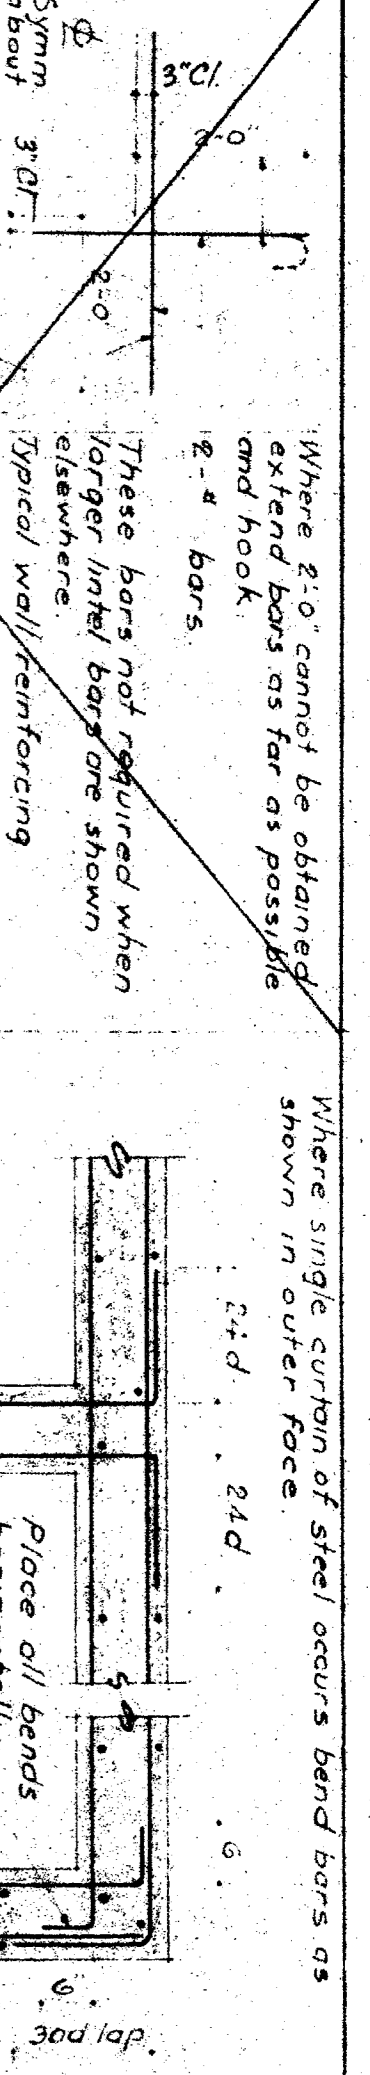 Where 2'-0" cannot be obtained
extend bars as far as possible
and hook.
2-# bars.
These bars not required when
larger lintel bars are shown
elsewhere.
Typical wall reinforcing
3"Cl.
2-0"
2-0"
3"Cl
℄
Symm
about
Where single curtain of steel occurs bend bars as
shown in outer face.
24d
24d
6
Place all bends
6"
30d lap